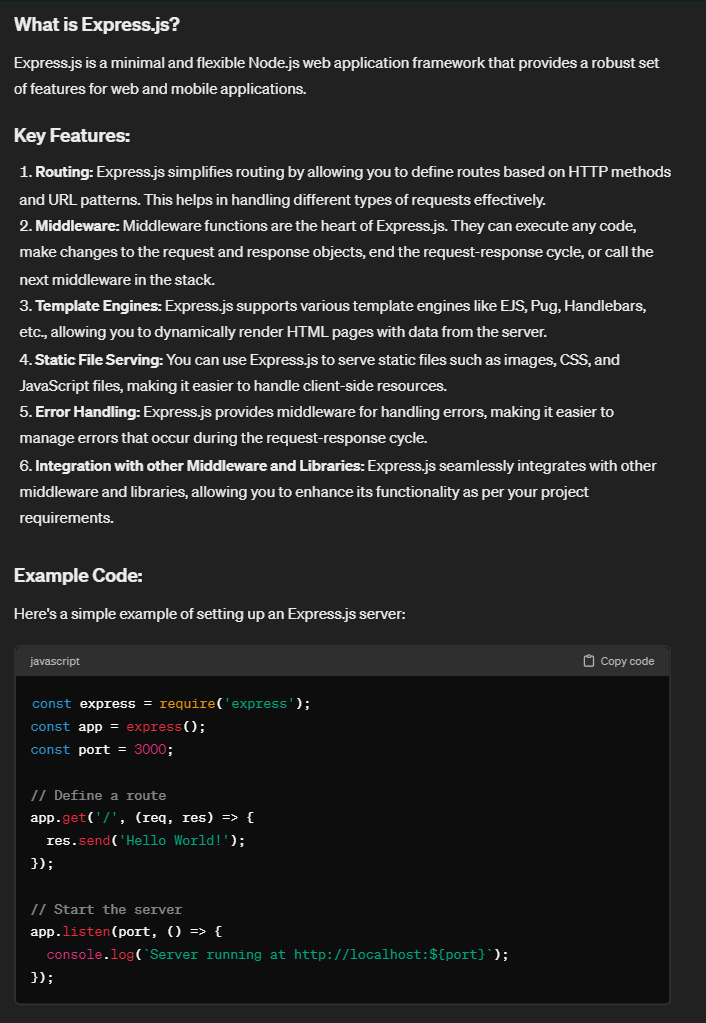 What is Express.js?
Express.js is a minimal and flexible Node.js web application framework that provides a robust set
of features for web and mobile applications.
Key Features:
1. Routing: Express.js simplifies routing by allowing you to define routes based on HTTP methods
and URL patterns. This helps in handling different types of requests effectively.
2. Middleware: Middleware functions are the heart of Express.js. They can execute any code,
make changes to the request and response objects, end the request-response cycle, or call the
next middleware in the stack.
3. Template Engines: Express.js supports various template engines like EJS, Pug, Handlebars,
etc., allowing you to dynamically render HTML pages with data from the server.
4. Static File Serving: You can use Express.js to serve static files such as images, CSS, and
JavaScript files, making it easier to handle client-side resources.
5. Error Handling: Express.js provides middleware for handling errors, making it easier to
manage errors that occur during the request-response cycle.
6. Integration with other Middleware and Libraries: Express.js seamlessly integrates with other
middleware and libraries, allowing you to enhance its functionality as per your project
requirements.
Example Code:
Here's a simple example of setting up an Express.js server:
javascript Copy code
const express = require('express');
const app = express();
const port = 3000;
// Define a route
app.get('/', (req, res) => {
  res.send('Hello World!');
});
// Start the server
app.listen(port, () => {
  console.log(`Server running at http://localhost:${port}`);
});